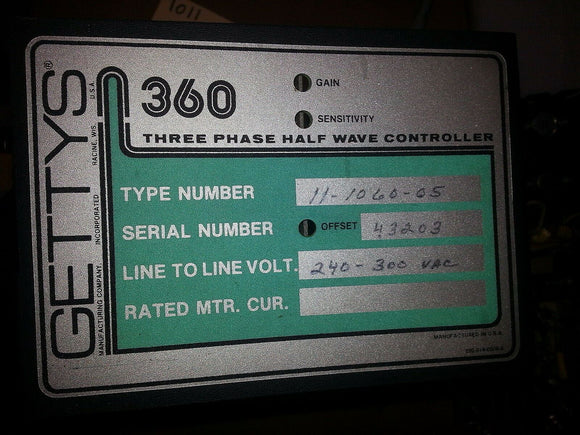 1011
GETTYS®
MANUFACTURING COMPANY, INCORPORATED RACINE, WIS. U.S.A.
360
GAIN
SENSITIVITY
THREE PHASE HALF WAVE CONTROLLER
TYPE NUMBER 11-1060-05
SERIAL NUMBER OFFSET 43203
LINE TO LINE VOLT. 240-300 VAC
RATED MTR. CUR.
MANUFACTURED IN U.S.A.